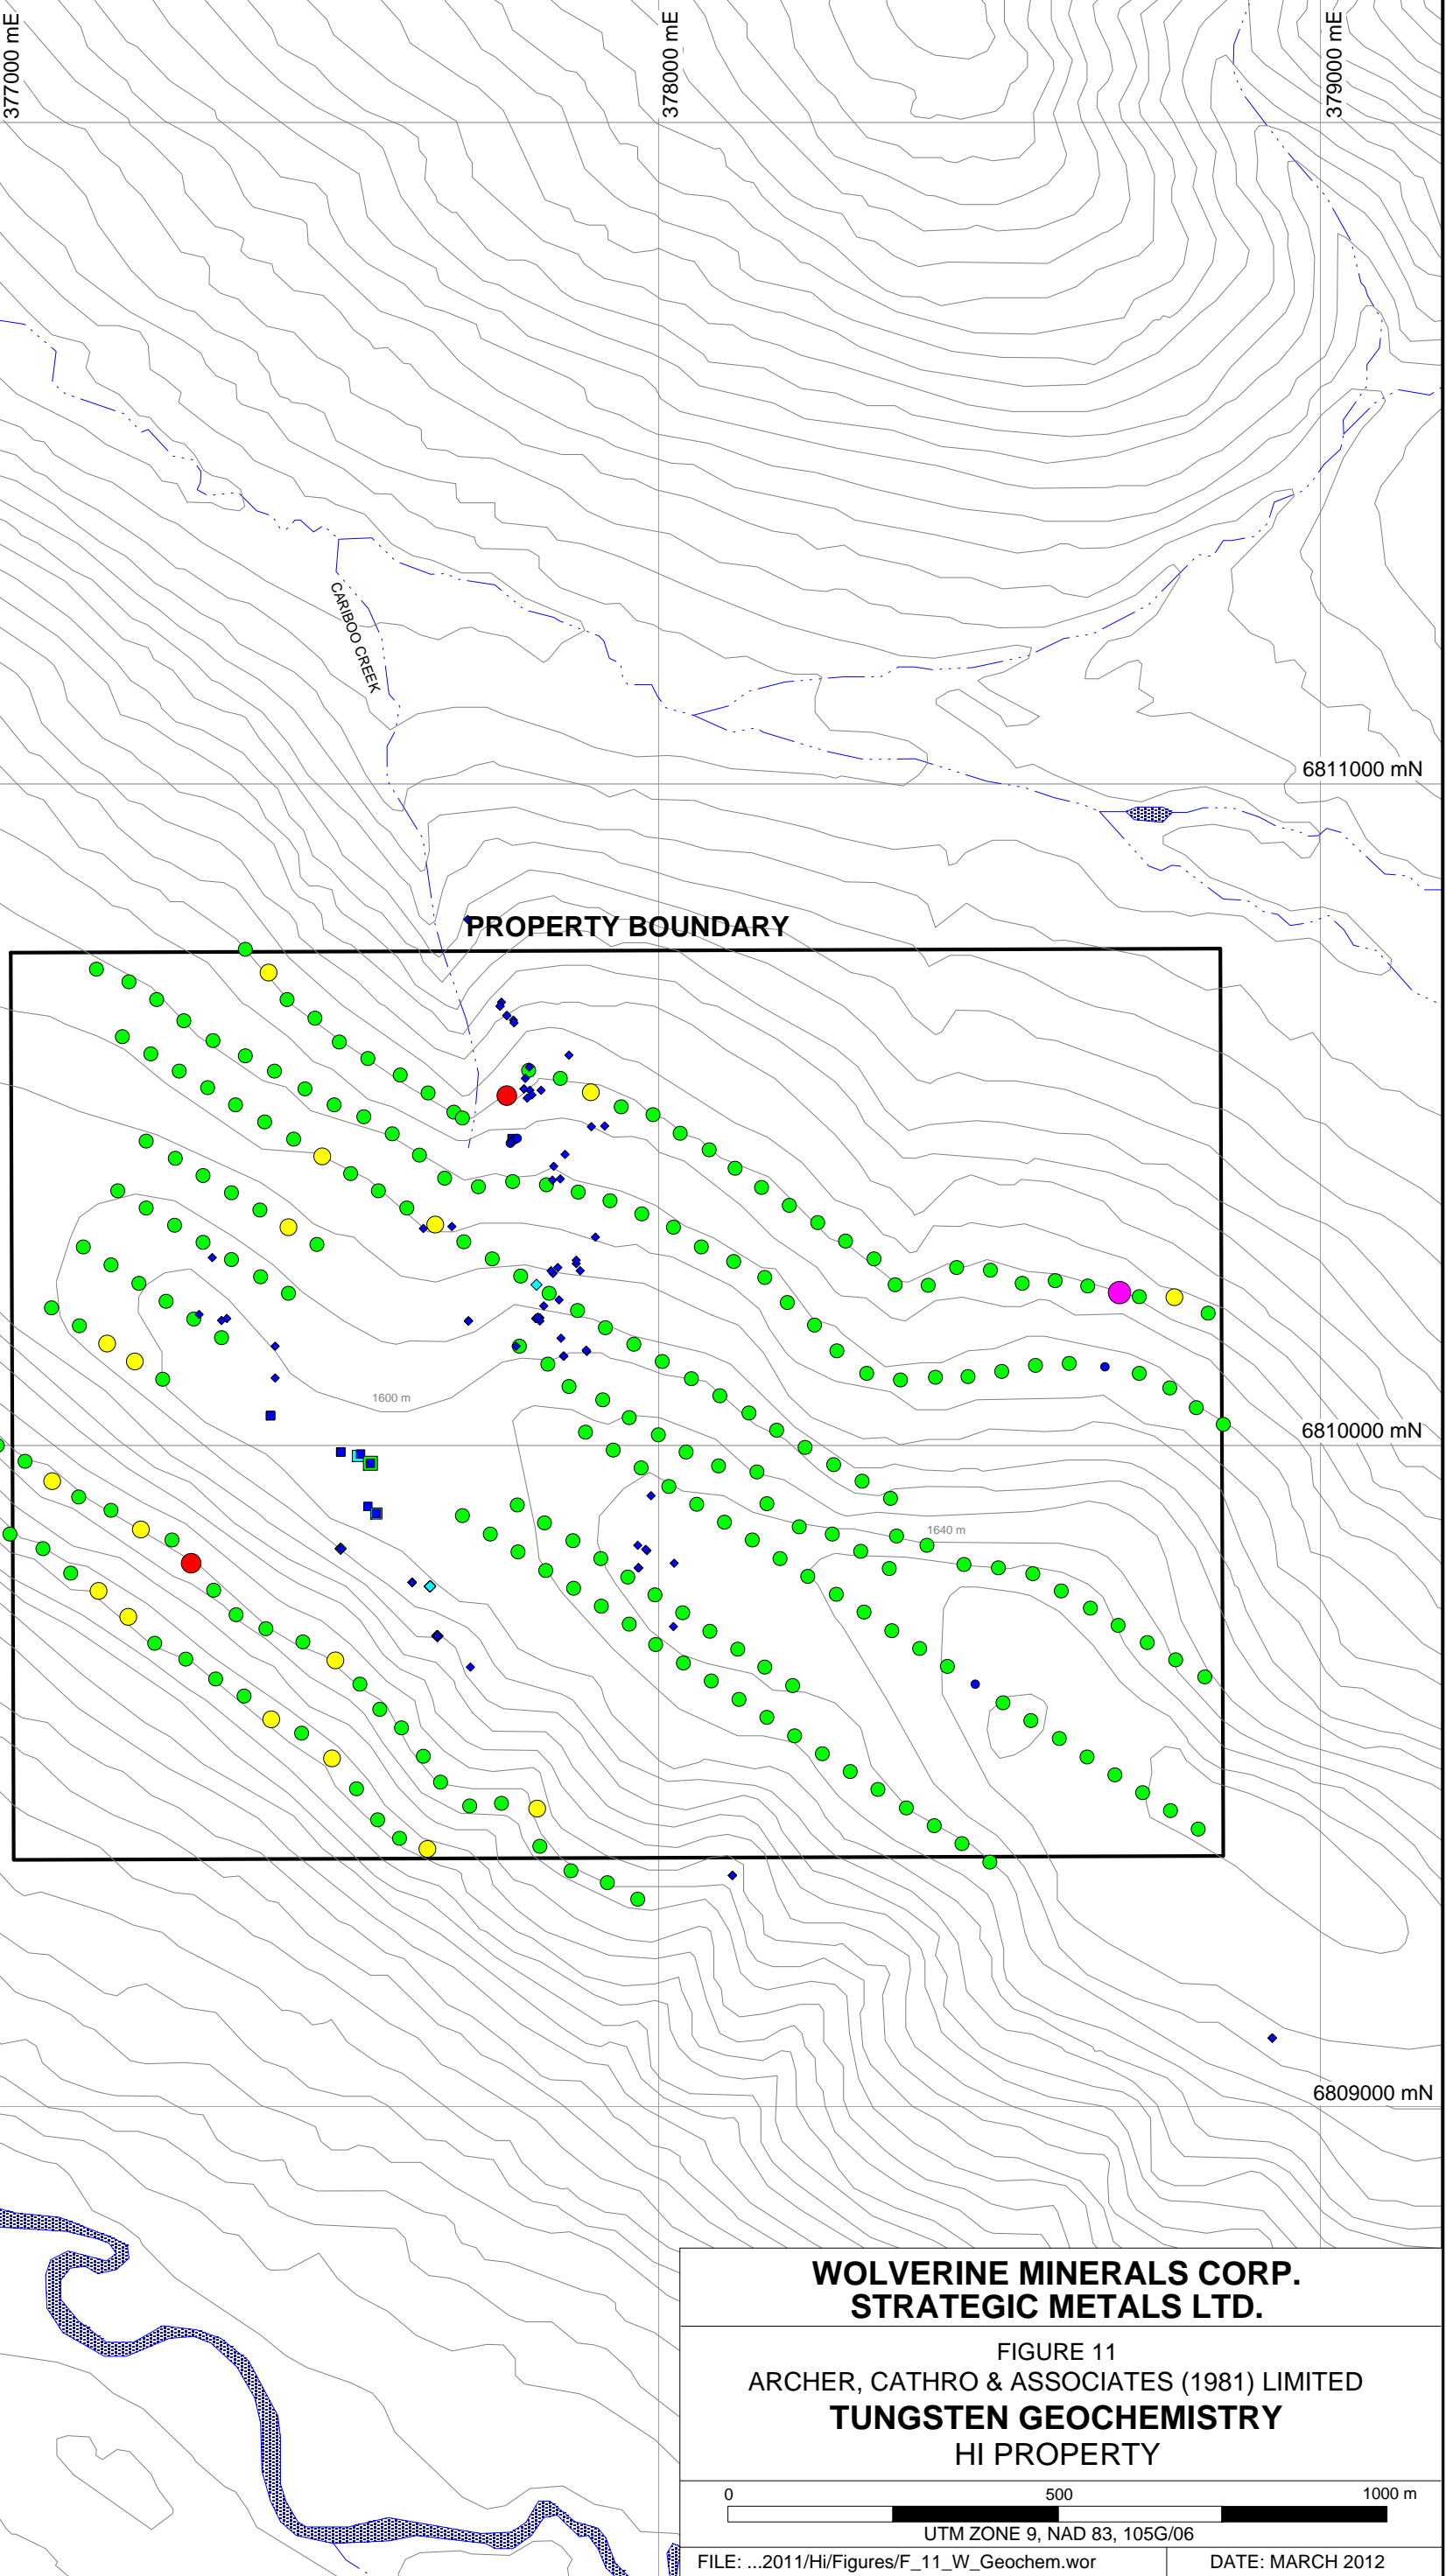 377000 mE
378000 mE
379000 mE
CARIBOO CREEK
6811000 mN
PROPERTY BOUNDARY
1600 m
6810000 mN
1640 m
6809000 mN
WOLVERINE MINERALS CORP.
STRATEGIC METALS LTD.
FIGURE 11
ARCHER, CATHRO & ASSOCIATES (1981) LIMITED
TUNGSTEN GEOCHEMISTRY
HI PROPERTY
0 500 1000 m
UTM ZONE 9, NAD 83, 105G/06
FILE: ...2011/Hi/Figures/F_11_W_Geochem.wor
DATE: MARCH 2012